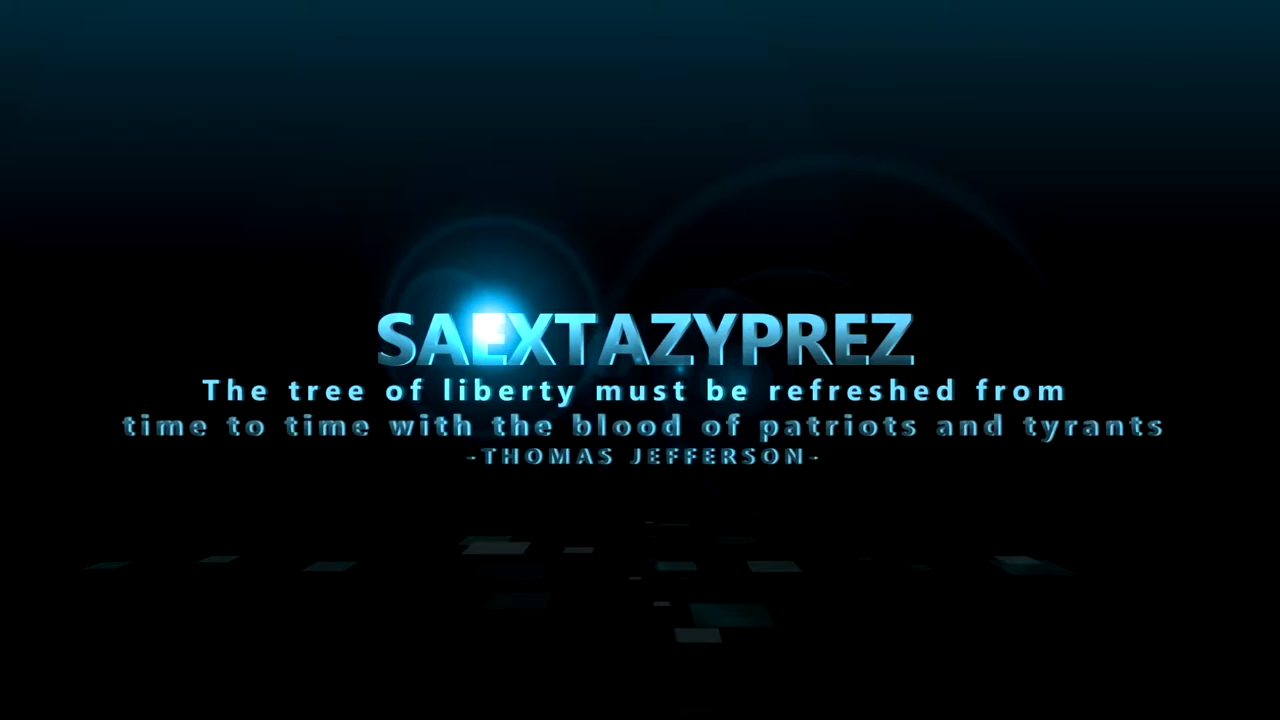 SAEXTAZYPREZ
The tree of liberty must be refreshed from
time to time with the blood of patriots and tyrants
-THOMAS JEFFERSON-